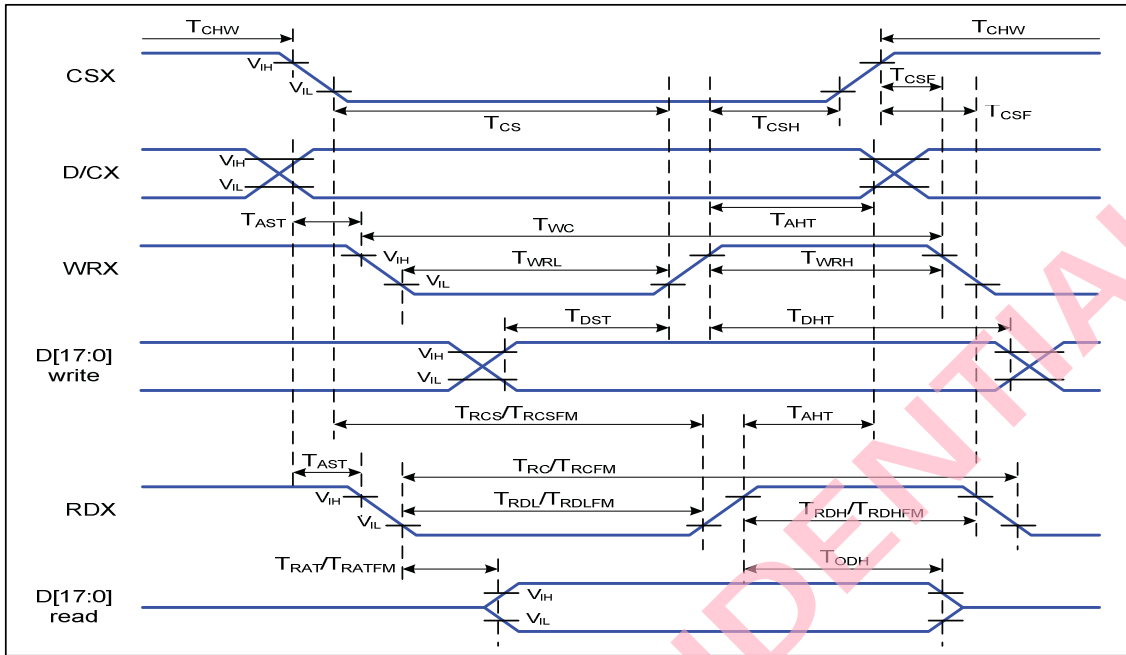 TCHW TCHW
CSX VIH TCSF
VIL TCSF
TCS TCSH
D/CX VIH
VIL
TAST TWC TAHT
WRX VIH TWRL TWRH
VIL
TDST TDHT
D[17:0] VIH
write VIL
TRCS/TRCSFM TAHT
TAST TRC/TRCFM
RDX VIH TRDL/TRDLFM TRDH/TRDHFM
VIL
TRAT/TRATFM TODH
D[17:0] VIH
read VIL
IDENTIAL